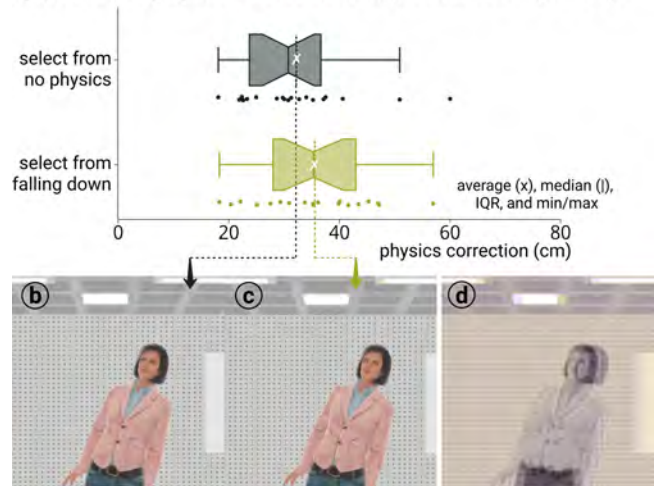 select from
no physics
select from
falling down
average (x), median (|),
IQR, and min/max
0 20 40 60 80
physics correction (cm)
b c d